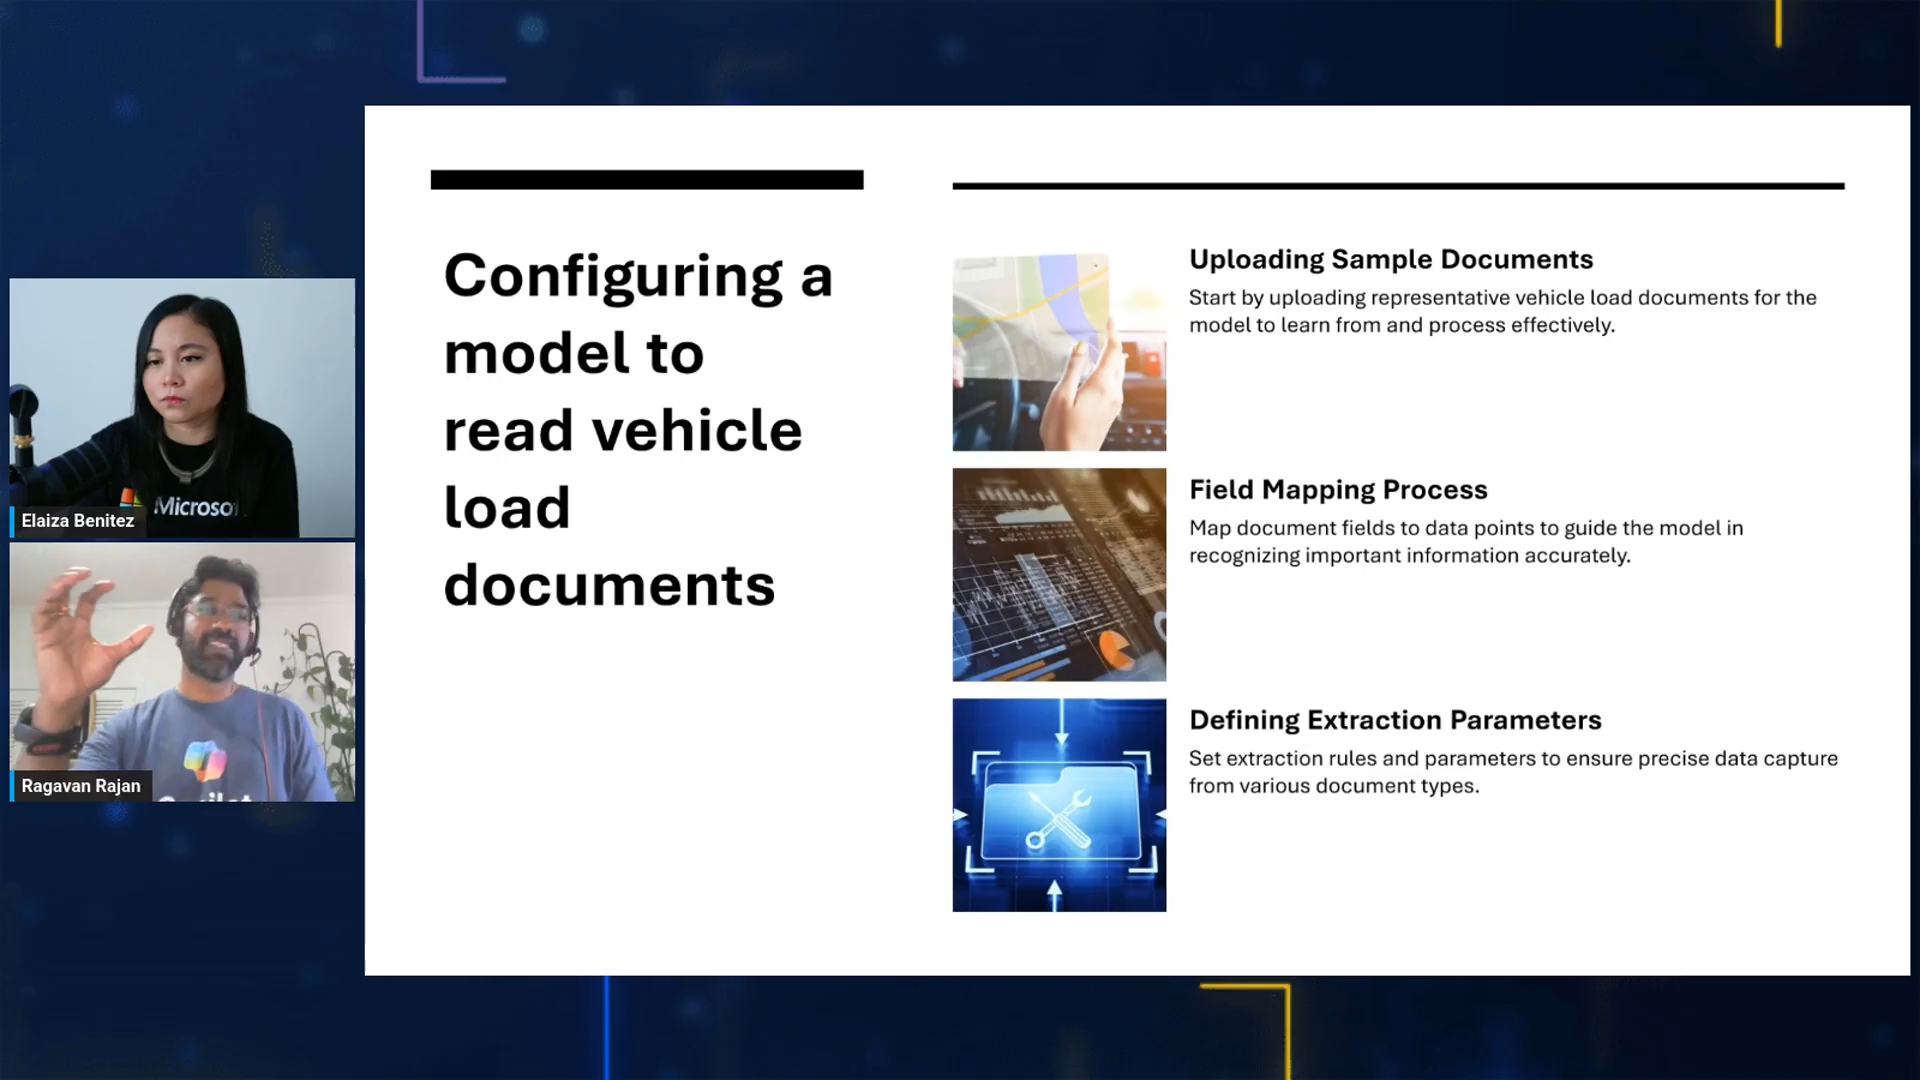 Configuring a
model to
read vehicle
load
documents
Uploading Sample Documents
Start by uploading representative vehicle load documents for the
model to learn from and process effectively.
Field Mapping Process
Map document fields to data points to guide the model in
recognizing important information accurately.
Defining Extraction Parameters
Set extraction rules and parameters to ensure precise data capture
from various document types.
Microsof
Elaiza Benitez
Ragavan Rajan